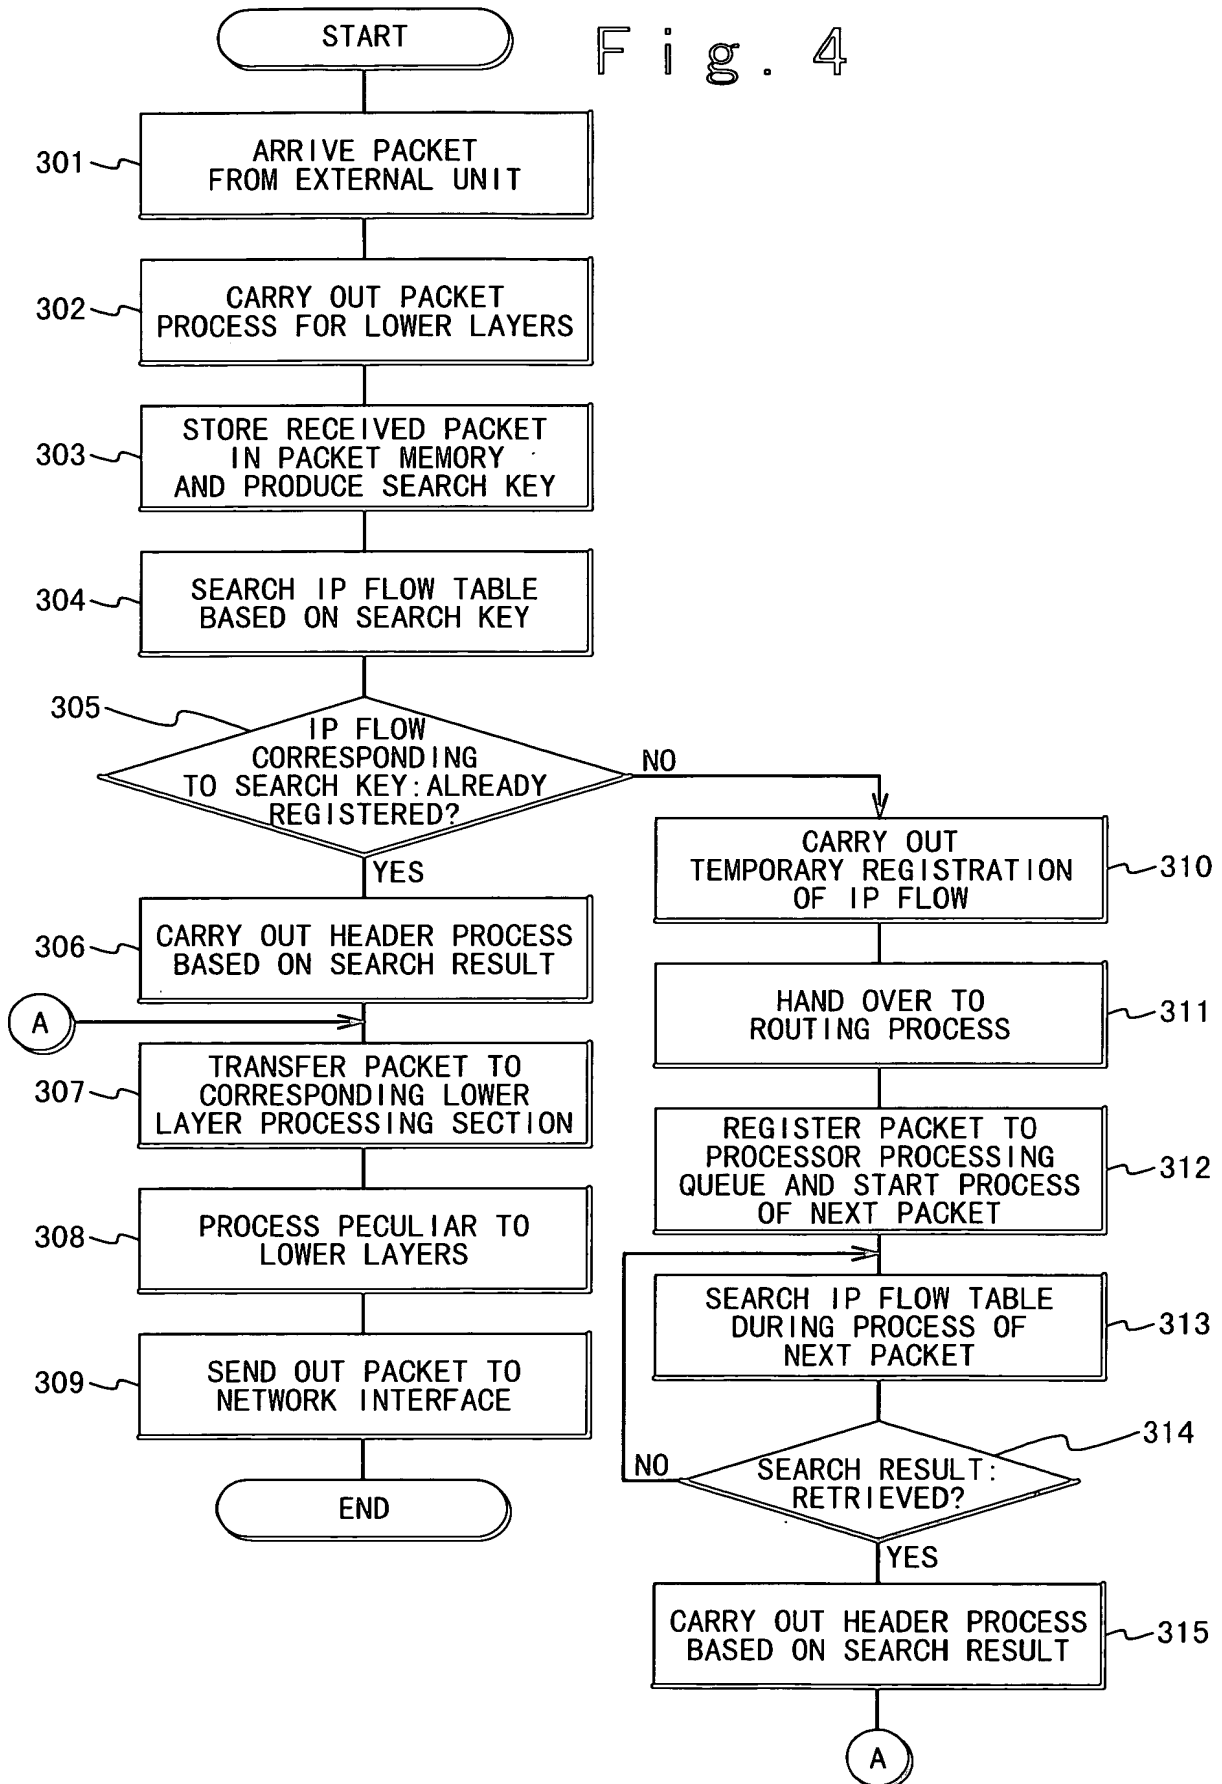 START
Fig. 4
301
ARRIVE PACKET
FROM EXTERNAL UNIT
302
CARRY OUT PACKET
PROCESS FOR LOWER LAYERS
303
STORE RECEIVED PACKET
IN PACKET MEMORY
AND PRODUCE SEARCH KEY
304
SEARCH IP FLOW TABLE
BASED ON SEARCH KEY
305
IP FLOW
CORRESPONDING
TO SEARCH KEY:ALREADY
REGISTERED?
NO
YES
306
CARRY OUT HEADER PROCESS
BASED ON SEARCH RESULT
A
307
TRANSFER PACKET TO
CORRESPONDING LOWER
LAYER PROCESSING SECTION
308
PROCESS PECULIAR TO
LOWER LAYERS
309
SEND OUT PACKET TO
NETWORK INTERFACE
END
CARRY OUT
TEMPORARY REGISTRATION
OF IP FLOW
310
HAND OVER TO
ROUTING PROCESS
311
REGISTER PACKET TO
PROCESSOR PROCESSING
QUEUE AND START PROCESS
OF NEXT PACKET
312
SEARCH IP FLOW TABLE
DURING PROCESS OF
NEXT PACKET
313
314
NO
SEARCH RESULT:
RETRIEVED?
YES
CARRY OUT HEADER PROCESS
BASED ON SEARCH RESULT
315
A